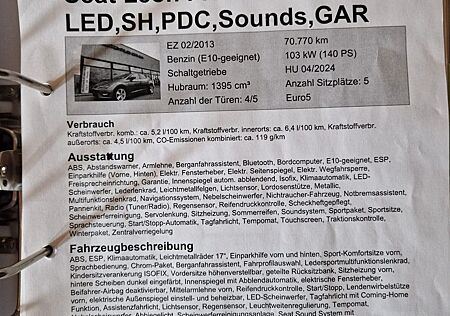 LED,SH,PDC,Sounds,GAR
EZ 02/2013
70.770 km
Benzin (E10-geeignet)
103 kW (140 PS)
Schaltgetriebe
HU 04/2024
Hubraum: 1395 cm³
Anzahl Sitzplätze: 5
Anzahl der Türen: 4/5
Euro5
Verbrauch
Kraftstoffverbr. komb.: ca. 5,2 l/100 km, Kraftstoffverbr. innerorts: ca. 6,4 l/100 km, Kraftstoffverbr.
außerorts: ca. 4,5 l/100 km, CO-Emissionen kombiniert: ca. 119 g/km
Ausstattung
ABS, Abstandswarner, Armlehne, Berganfahrassistent, Bluetooth, Bordcomputer, E10-geeignet, ESP,
Einparkhilfe (Vorne, Hinten), Elektr. Fensterheber, Elektr. Seitenspiegel, Elektr. Wegfahrsperre,
Freisprecheinrichtung, Garantie, Innenspiegel autom. abblendend, Isofix, Klimaautomatik, LED-
Scheinwerfer, Lederlenkrad, Leichtmetallfelgen, Lichtsensor, Lordosenstütze, Metallic,
Multifunktionslenkrad, Navigationssystem, Nebelscheinwerfer, Nichtraucher-Fahrzeug, Notbremsassistent,
Pannenkit, Radio (Tuner/Radio), Regensensor, Reifendruckkontrolle, Scheckheftgepflegt,
Scheinwerferreinigung, Servolenkung, Sitzheizung, Sommerreifen, Soundsystem, Sportpaket, Sportsitze,
Sprachsteuerung, Start/Stopp-Automatik, Tagfahrlicht, Tempomat, Touchscreen, Traktionskontrolle,
Winterpaket, Zentralverriegelung
Fahrzeugbeschreibung
ABS, ESP, Klimaautomatik, Leichtmetallräder 17", Einparkhilfe vorn und hinten, Sport-Komfortsitze vorn,
Sprachbedienung, Chrom-Paket, Berganfahrassistent, Fahrprofilauswahl, Ledersportmultifunktionslenkrad,
Kindersitzverankerung ISOFIX, Vordersitze höhenverstellbar, geteilte Rücksitzbank, Sitzheizung vorn,
hintere Scheiben dunkel eingefärbt, Innenspiegel mit Abblendautomatik, elektrische Fensterheber,
Beifahrer-Airbag deaktivierbar, Mittelarmlehne vorn, Reifendruckkontrolle, Start/Stopp, Lendenwirbelstütze
vorn, elektrische Außenspiegel einstell- und beheizbar, LED-Scheinwerfer, Tagfahrlicht mit Coming-Home
Funktion, Assistenzfahrlicht, Lichtsensor, Regensensor, Leuchtweitenregulierung, Tempomat,
Scheinwerferreinigungsanlage, Seat Sound System mit